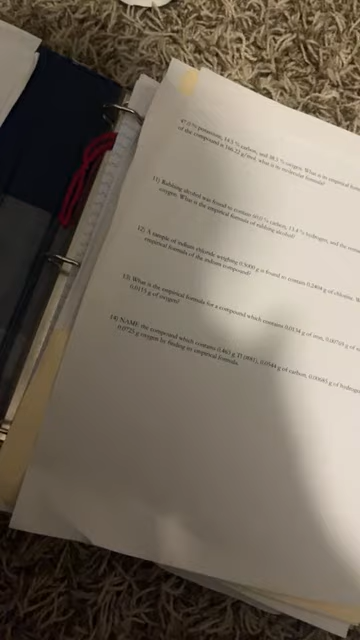 47.0 % potassium, 14.5 % carbon, and 38.5 % oxygen. What is its empirical
of the compound is 166.22 g/mol, what is its molecular formula?
11) Rubbing alcohol was found to contain 60.0 % carbon, 13.4 % hydrogen, and the
oxygen. What is the empirical formula of rubbing alcohol?
12) A sample of indium chloride weighing 0.5000 g is found to contain 0.2404 g of chlorine.
empirical formula of the indium compound?
13) What is the empirical formula for a compound which contains 0.0134 g of iron, 0.00769 g of
0.0115 g of oxygen?
14) NAME the compound which contains 0.463 g Tl 0.0544 g of carbon, 0.00685 g of hydrogen
0.0725 g oxygen by finding its empirical formula.